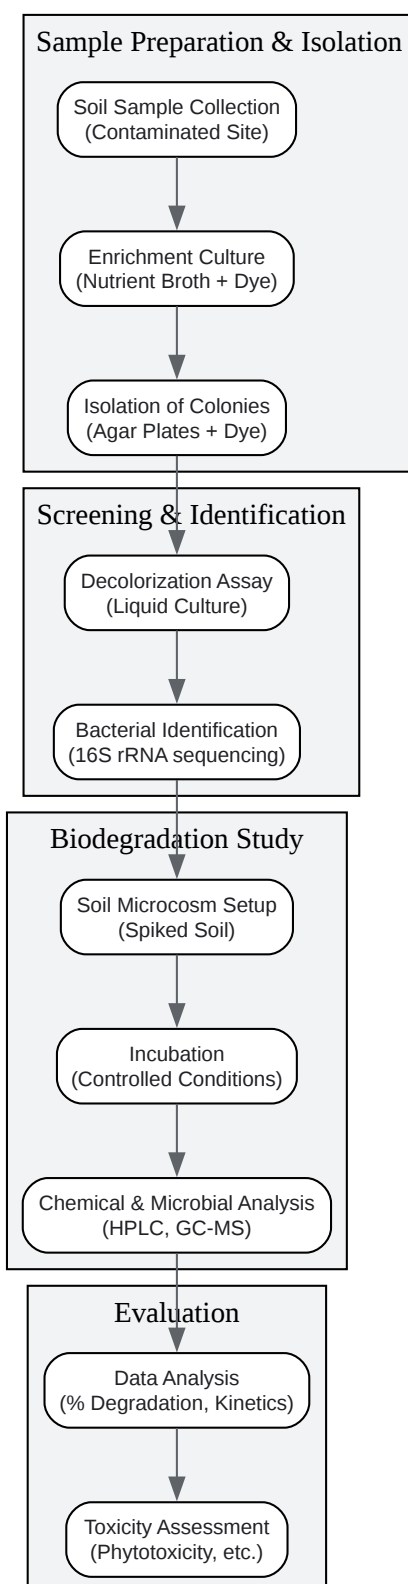 Sample Preparation & Isolation
Soil Sample Collection
(Contaminated Site)
Enrichment Culture
(Nutrient Broth + Dye)
Isolation of Colonies
(Agar Plates + Dye)
Screening & Identification
Decolorization Assay
(Liquid Culture)
Bacterial Identification
(16S rRNA sequencing)
Biodegradation Study
Soil Microcosm Setup
(Spiked Soil)
Incubation
(Controlled Conditions)
Chemical & Microbial Analysis
(HPLC, GC-MS)
Evaluation
Data Analysis
(% Degradation, Kinetics)
Toxicity Assessment
(Phytotoxicity, etc.)